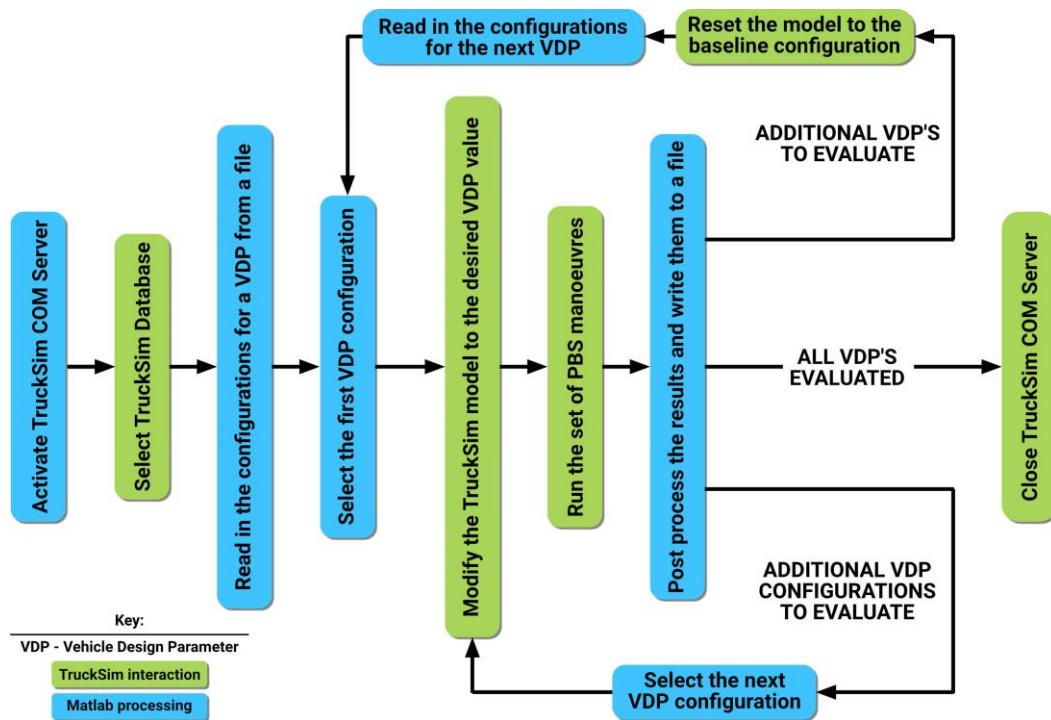 Read in the configurations
for the next VDP
Reset the model to the
baseline configuration
ADDITIONAL VDP'S
TO EVALUATE
Activate TruckSim COM Server
Select TruckSim Database
Read in the configurations for a VDP from a file
Select the first VDP configuration
Modify the TruckSim model to the desired VDP value
Run the set of PBS manoeuvres
Post process the results and write them to a file
ALL VDP'S
EVALUATED
Close TruckSim COM Server
ADDITIONAL VDP
CONFIGURATIONS
TO EVALUATE
Select the next
VDP configuration
Key:
VDP - Vehicle Design Parameter
TruckSim interaction
Matlab processing